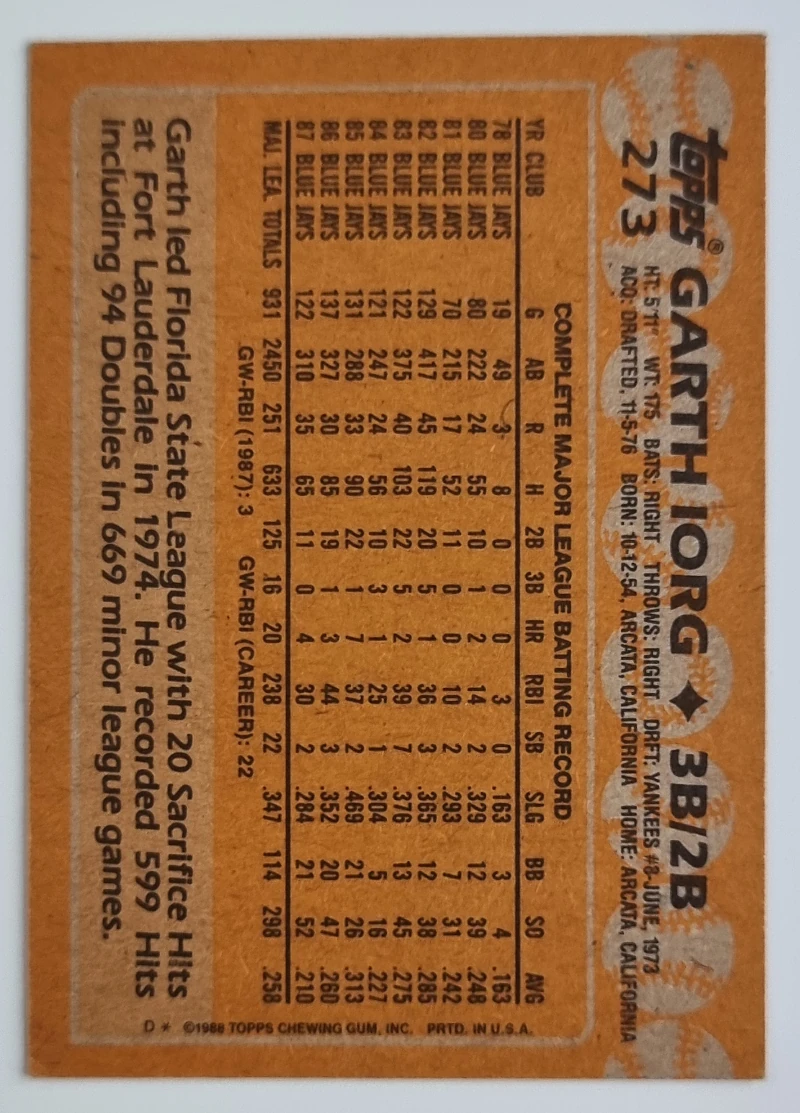 topps® GARTH IORG ♦ 3B/2B
273 HT: 5'11" WT: 175 BATS: RIGHT THROWS: RIGHT DRFT: YANKEES #8-JUNE, 1973
ACQ: DRAFTED, 11-5-76 BORN: 10-12-54, ARCATA, CALIFORNIA HOME: ARCATA, CALIFORNIA
COMPLETE MAJOR LEAGUE BATTING RECORD
YR CLUB G AB R H 2B 3B HR RBI SB SLG BB SO AVG
78 BLUE JAYS 19 49 3 8 0 0 0 3 0 .163 3 4 .163
80 BLUE JAYS 80 222 24 55 10 1 2 14 2 .329 12 39 .248
81 BLUE JAYS 70 215 17 52 11 0 0 10 2 .293 7 31 .242
82 BLUE JAYS 129 417 45 119 20 5 1 36 3 .365 12 38 .285
83 BLUE JAYS 122 375 40 103 22 5 2 39 7 .376 13 45 .275
84 BLUE JAYS 121 247 24 56 10 3 1 25 1 .304 5 16 .227
85 BLUE JAYS 131 288 33 90 22 1 7 37 2 .469 21 26 .313
86 BLUE JAYS 137 327 30 85 19 1 3 44 3 .352 20 47 .260
87 BLUE JAYS 122 310 35 65 11 0 4 30 2 .284 21 52 .210
MAJ. LEA. TOTALS 931 2450 251 633 125 16 20 238 22 .347 114 298 .258
GW-RBI (1987): 3 GW-RBI (CAREER): 22
Garth led Florida State League with 20 Sacrifice Hits
at Fort Lauderdale in 1974. He recorded 599 Hits
including 94 Doubles in 669 minor league games.
D * ©1988 TOPPS CHEWING GUM, INC. PRTD. IN U.S.A.